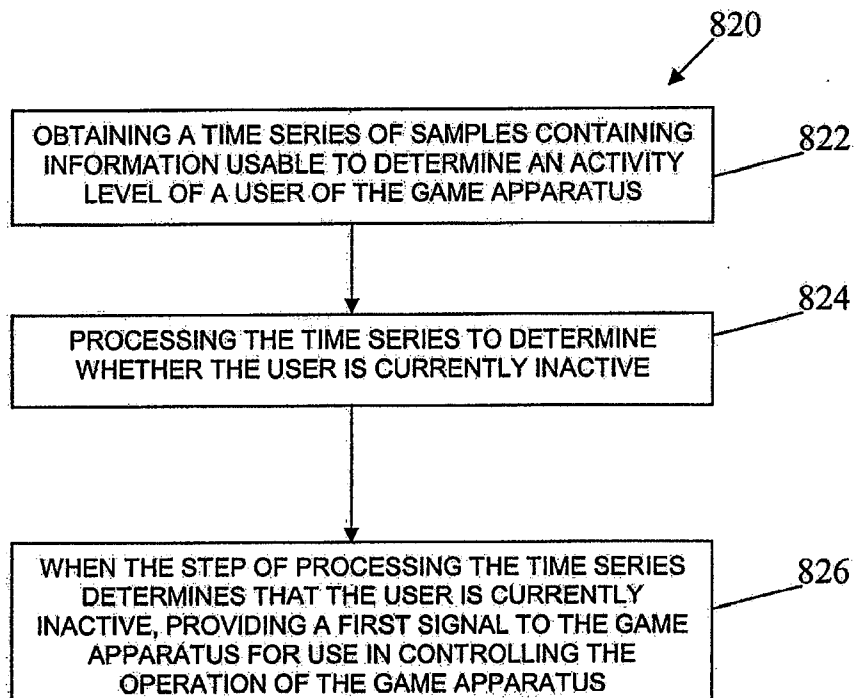 820
OBTAINING A TIME SERIES OF SAMPLES CONTAINING
INFORMATION USABLE TO DETERMINE AN ACTIVITY
LEVEL OF A USER OF THE GAME APPARATUS
822
824
PROCESSING THE TIME SERIES TO DETERMINE
WHETHER THE USER IS CURRENTLY INACTIVE
WHEN THE STEP OF PROCESSING THE TIME SERIES
DETERMINES THAT THE USER IS CURRENTLY
INACTIVE, PROVIDING A FIRST SIGNAL TO THE GAME
APPARATUS FOR USE IN CONTROLLING THE
OPERATION OF THE GAME APPARATUS
826